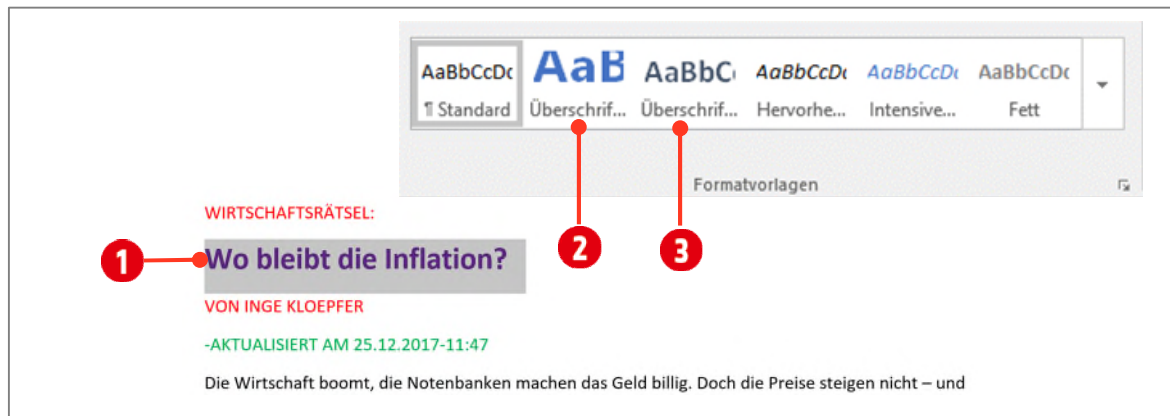 AaBbCcDc AaB AaBbC AaBbCcDc AaBbCcDc AaBbCcDc
¶ Standard Überschrif... Überschrif... Hervorhe... Intensive... Fett
Formatvorlagen
WIRTSCHAFTSRÄTSEL:
1 Wo bleibt die Inflation? 2 3
VON INGE KLOEPFER
-AKTUALISIERT AM 25.12.2017-11:47
Die Wirtschaft boomt, die Notenbanken machen das Geld billig. Doch die Preise steigen nicht – und